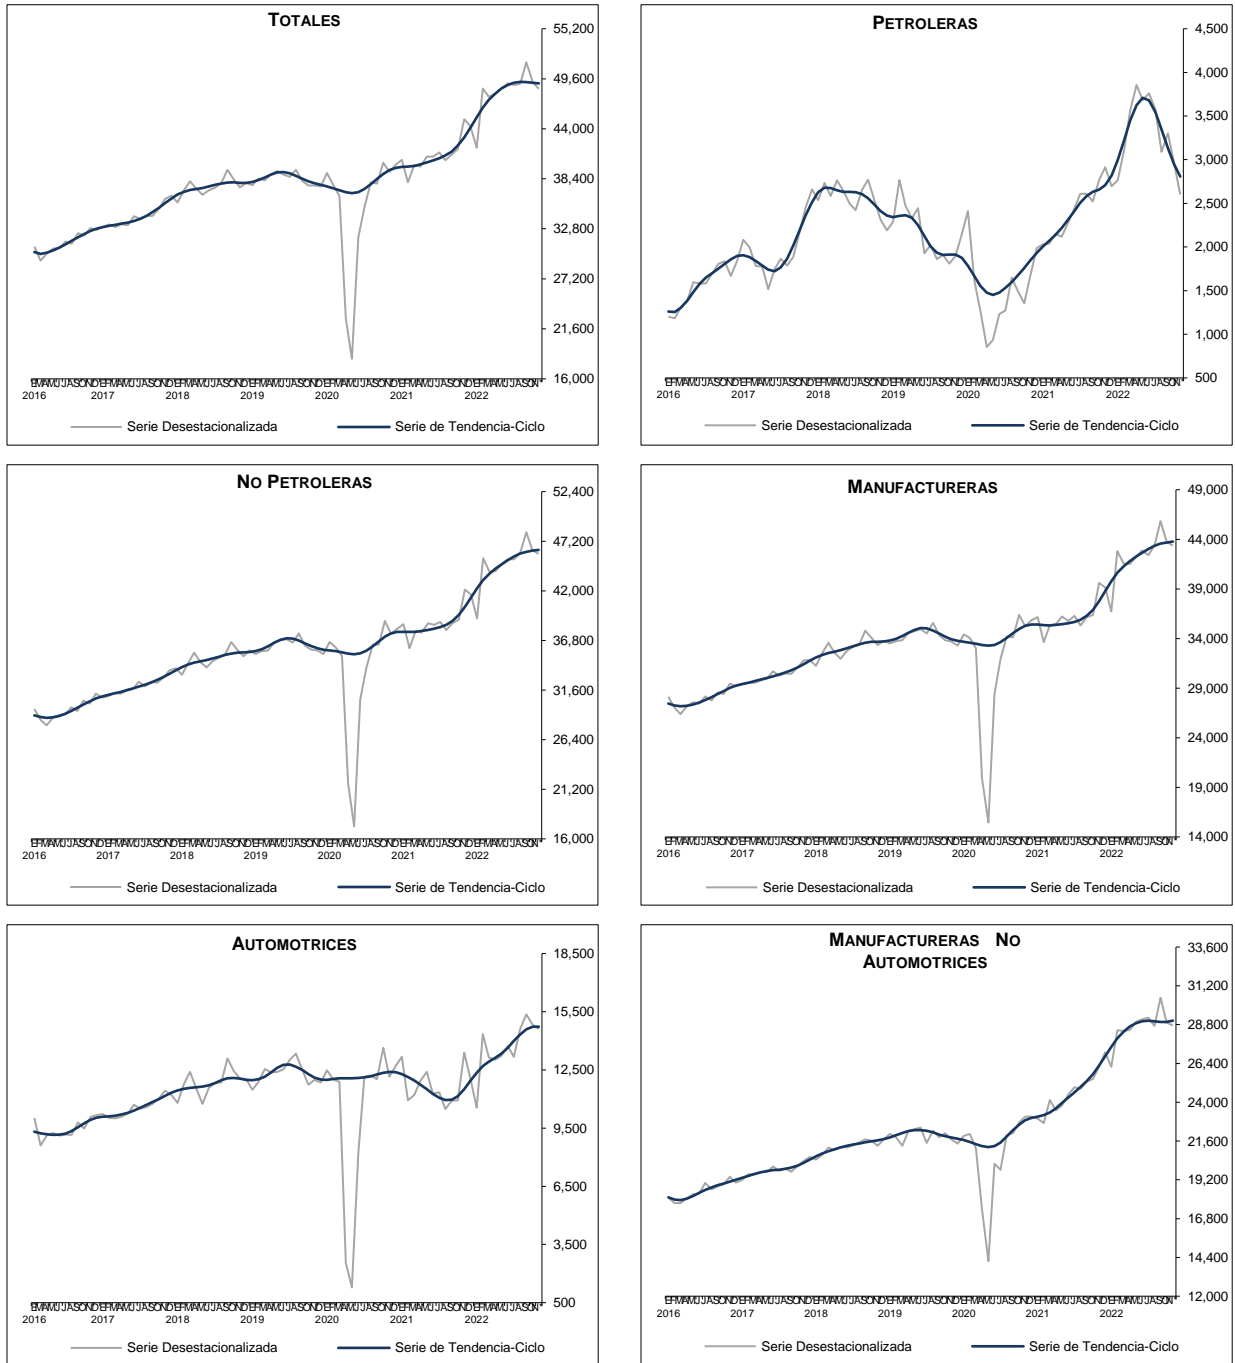 TOTALES
55,200
49,600
44,000
38,400
32,800
27,200
21,600
16,000
2016 2017 2018 2019 2020 2021 2022
Serie Desestacionalizada Serie de Tendencia-Ciclo
PETROLERAS
4,500
4,000
3,500
3,000
2,500
2,000
1,500
1,000
500
2016 2017 2018 2019 2020 2021 2022
Serie Desestacionalizada Serie de Tendencia-Ciclo
NO PETROLERAS
52,400
47,200
42,000
36,800
31,600
26,400
21,200
16,000
2016 2017 2018 2019 2020 2021 2022
Serie Desestacionalizada Serie de Tendencia-Ciclo
MANUFACTURERAS
49,000
44,000
39,000
34,000
29,000
24,000
19,000
14,000
2016 2017 2018 2019 2020 2021 2022
Serie Desestacionalizada Serie de Tendencia-Ciclo
AUTOMOTRICES
18,500
15,500
12,500
9,500
6,500
3,500
500
2016 2017 2018 2019 2020 2021 2022
Serie Desestacionalizada Serie de Tendencia-Ciclo
MANUFACTURERAS NO
AUTOMOTRICES
33,600
31,200
28,800
26,400
24,000
21,600
19,200
16,800
14,400
12,000
2016 2017 2018 2019 2020 2021 2022
Serie Desestacionalizada Serie de Tendencia-Ciclo